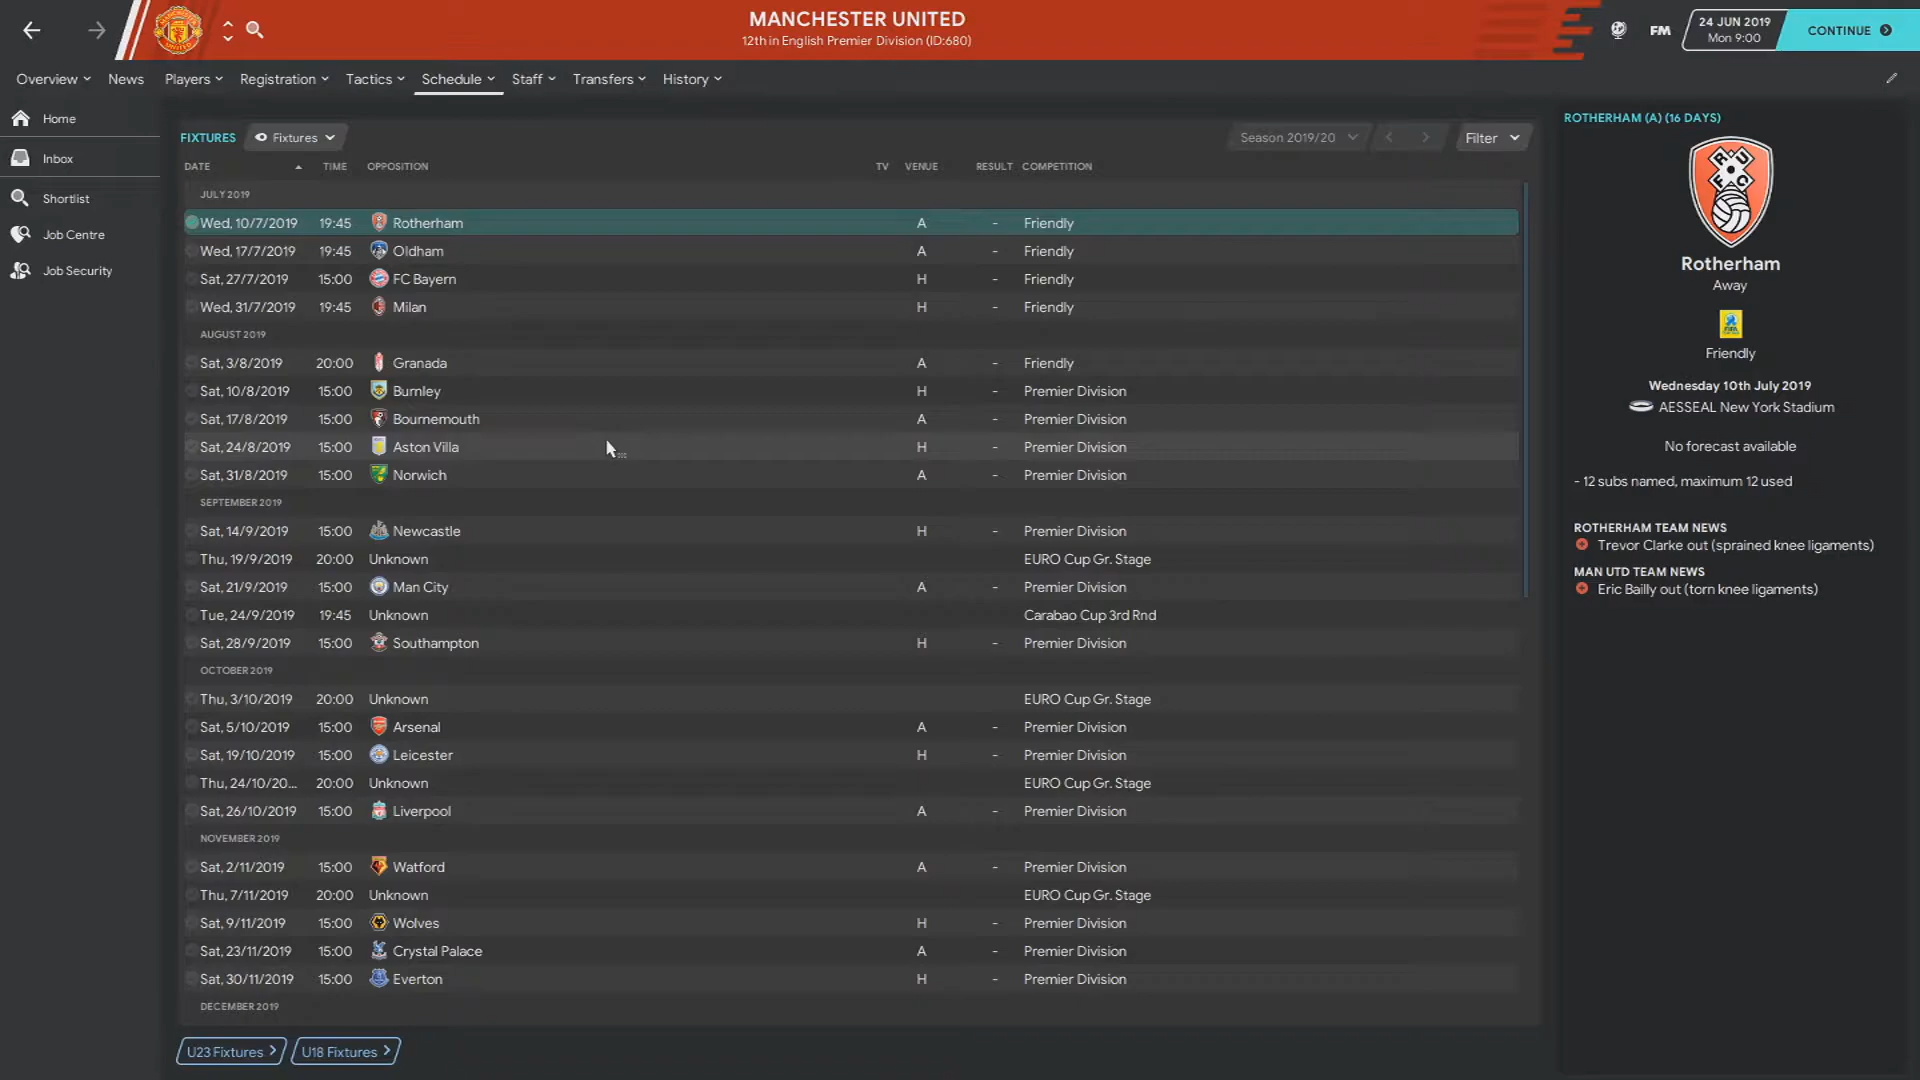 MANCHESTER UNITED
12th in English Premier Division (ID:680)
FM
24 JUN 2019
Mon 9:00
CONTINUE
Overview News Players Registration Tactics Schedule Staff Transfers History
Home
Inbox
Shortlist
Job Centre
Job Security
FIXTURES Fixtures Season 2019/20 Filter
DATE TIME OPPOSITION TV VENUE RESULT COMPETITION
JULY 2019
Wed, 10/7/2019 19:45 Rotherham A - Friendly
Wed, 17/7/2019 19:45 Oldham A - Friendly
Sat, 27/7/2019 15:00 FC Bayern H - Friendly
Wed, 31/7/2019 19:45 Milan H - Friendly
AUGUST 2019
Sat, 3/8/2019 20:00 Granada A - Friendly
Sat, 10/8/2019 15:00 Burnley H - Premier Division
Sat, 17/8/2019 15:00 Bournemouth A - Premier Division
Sat, 24/8/2019 15:00 Aston Villa H - Premier Division
Sat, 31/8/2019 15:00 Norwich A - Premier Division
SEPTEMBER 2019
Sat, 14/9/2019 15:00 Newcastle H - Premier Division
Thu, 19/9/2019 20:00 Unknown EURO Cup Gr. Stage
Sat, 21/9/2019 15:00 Man City A - Premier Division
Tue, 24/9/2019 19:45 Unknown Carabao Cup 3rd Rnd
Sat, 28/9/2019 15:00 Southampton H - Premier Division
OCTOBER 2019
Thu, 3/10/2019 20:00 Unknown EURO Cup Gr. Stage
Sat, 5/10/2019 15:00 Arsenal A - Premier Division
Sat, 19/10/2019 15:00 Leicester H - Premier Division
Thu, 24/10/20... 20:00 Unknown EURO Cup Gr. Stage
Sat, 26/10/2019 15:00 Liverpool A - Premier Division
NOVEMBER 2019
Sat, 2/11/2019 15:00 Watford A - Premier Division
Thu, 7/11/2019 20:00 Unknown EURO Cup Gr. Stage
Sat, 9/11/2019 15:00 Wolves H - Premier Division
Sat, 23/11/2019 15:00 Crystal Palace A - Premier Division
Sat, 30/11/2019 15:00 Everton H - Premier Division
DECEMBER 2019
U23 Fixtures U18 Fixtures
ROTHERHAM (A) (16 DAYS)
Rotherham
Away
Friendly
Wednesday 10th July 2019
AESSEAL New York Stadium
No forecast available
- 12 subs named, maximum 12 used
ROTHERHAM TEAM NEWS
Trevor Clarke out (sprained knee ligaments)
MAN UTD TEAM NEWS
Eric Bailly out (torn knee ligaments)